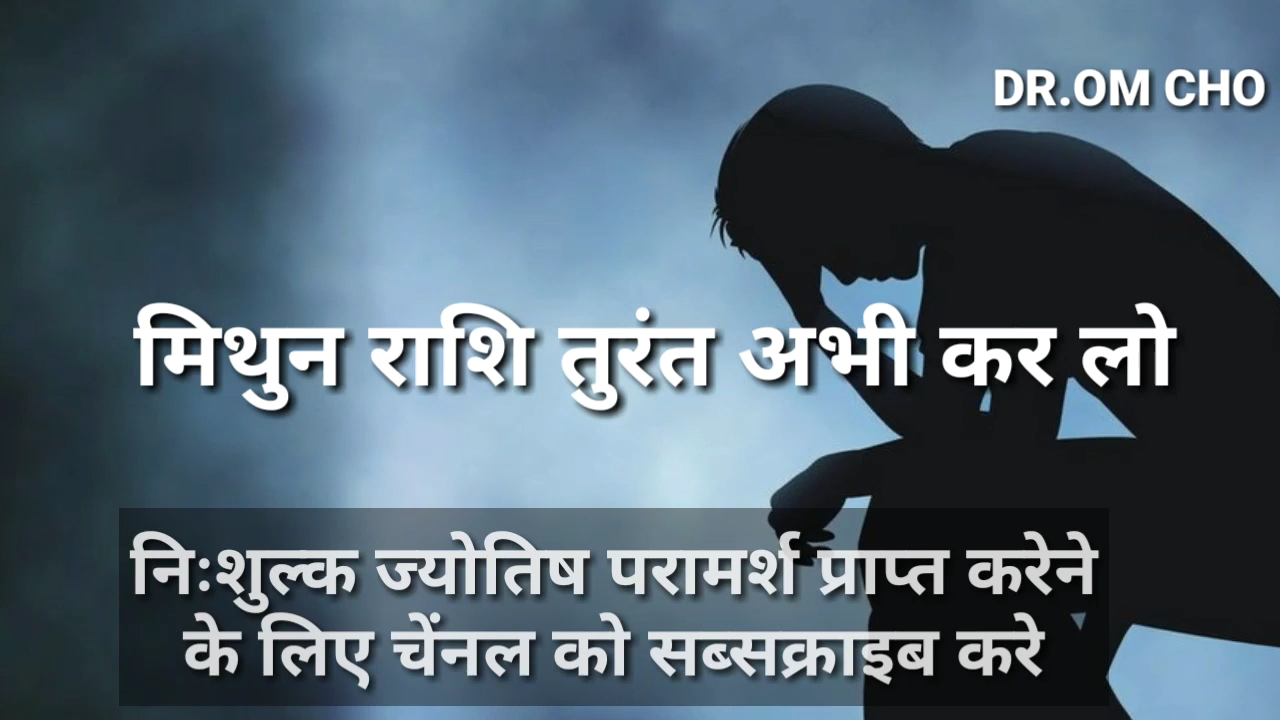 DR.OM CHO
मिथुन राशि तुरंत अभी कर लो
निःशुल्क ज्योतिष परामर्श प्राप्त करेने
के लिए चेंनल को सब्सक्राइब करे